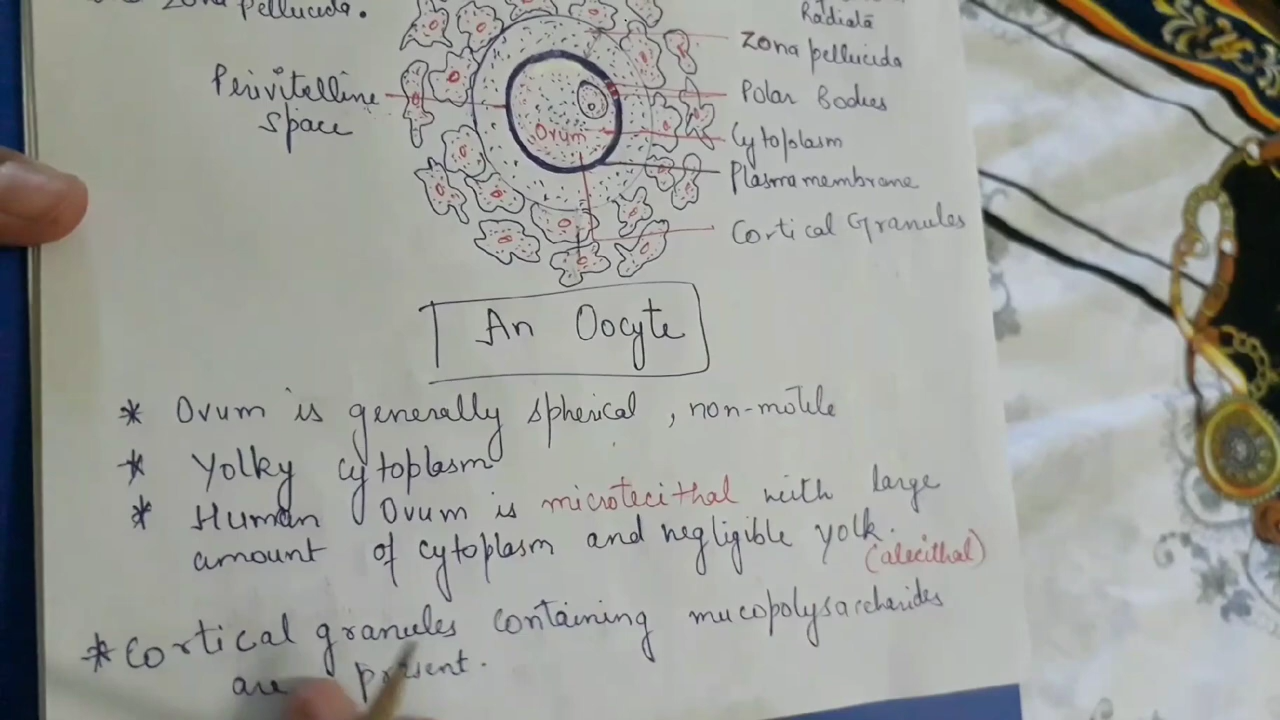 Zona pellucida.
Radiata
Zona pellucida
Perivitelline
space
Polar Bodies
Ovum
Cytoplasm
Plasma membrane
Cortical Granules
An Oocyte
* Ovum is generally spherical, non-motile
* Yolky cytoplasm
* Human Ovum is microtecithal with large
amount of cytoplasm and negligible yolk.
(alecithal)
* Cortical granules containing mucopolysaccharides
are present.